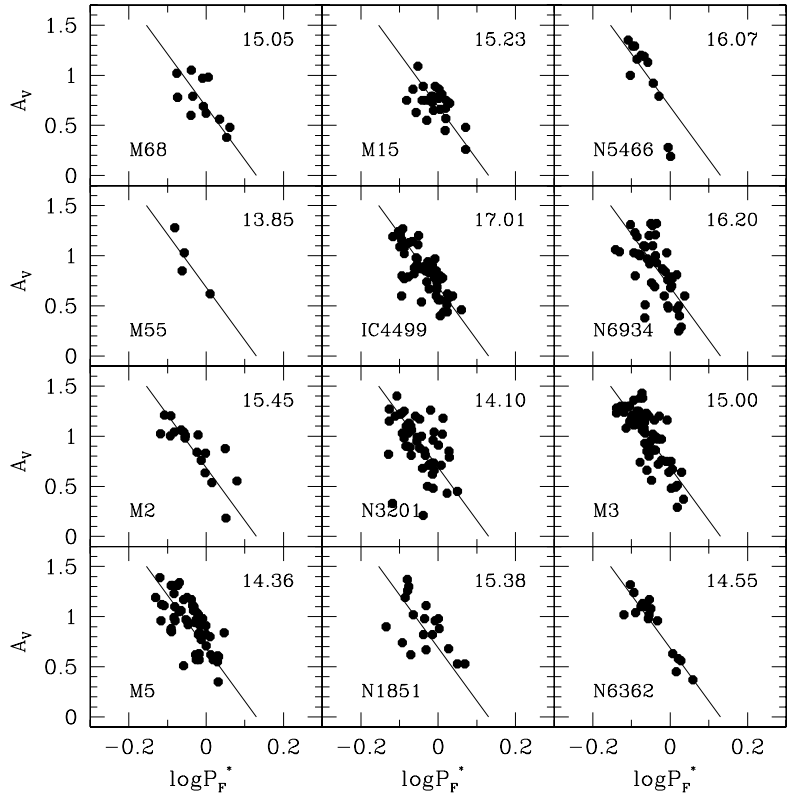 1.5 15.05 15.23 16.07
1
A_V
0.5
M68 M15 N5466
0
1.5 13.85 17.01 16.20
1
A_V
0.5
M55 IC4499 N6934
0
1.5 15.45 14.10 15.00
1
A_V
0.5
M2 N3201 M3
0
1.5 14.36 15.38 14.55
1
A_V
0.5
M5 N1851 N6362
0
−0.2 0 0.2 −0.2 0 0.2 −0.2 0 0.2
logP_F^* logP_F^* logP_F^*